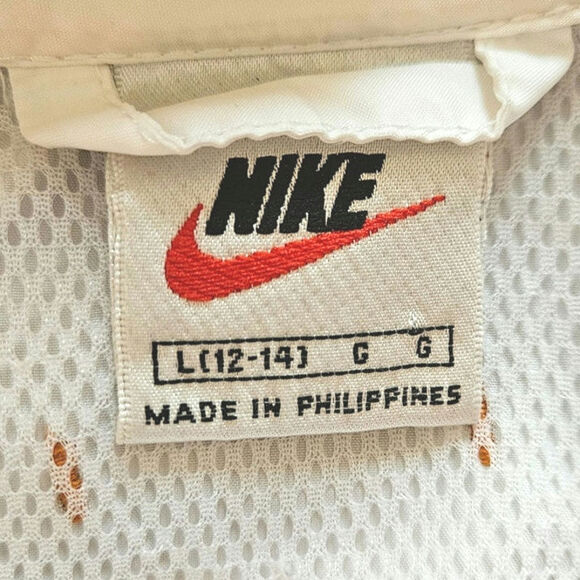 NIKE
L(12-14) G G
MADE IN PHILIPPINES